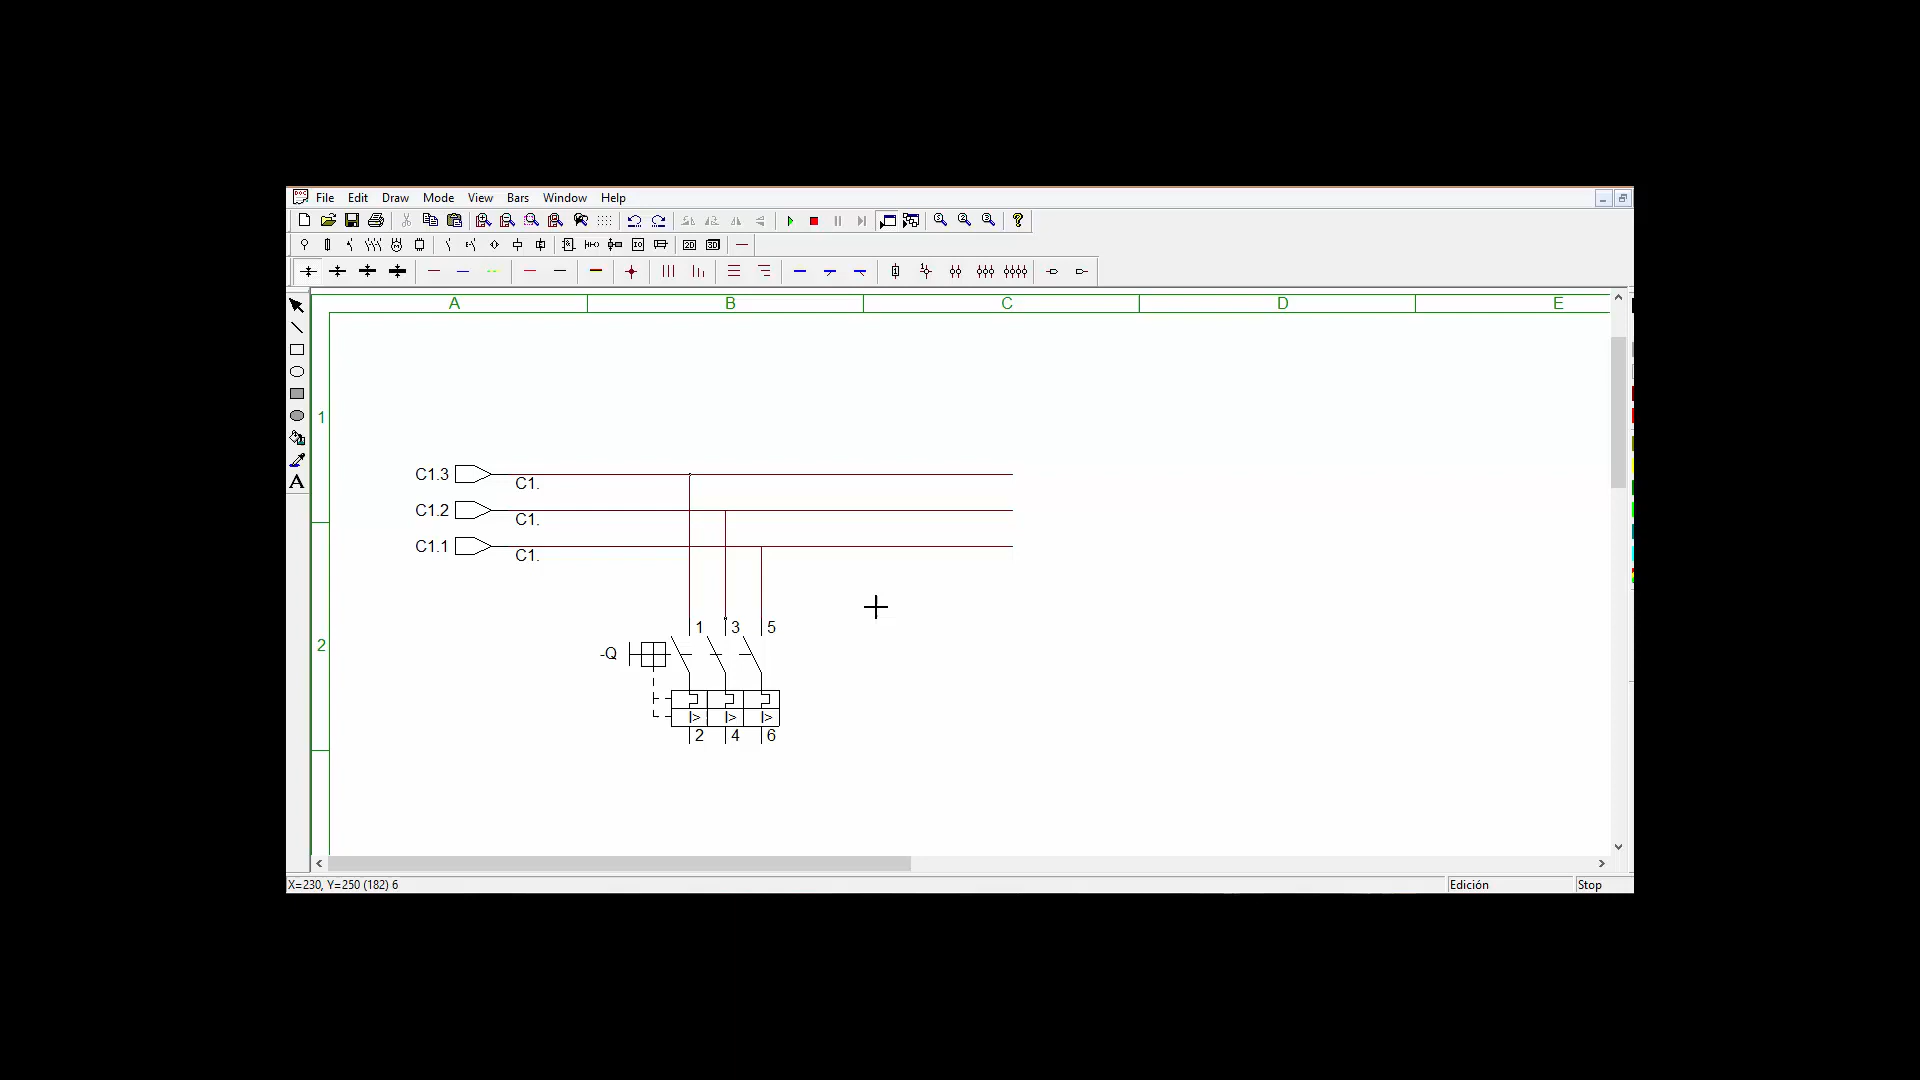 File Edit Draw Mode View Bars Window Help
A B C D E
1
C1.3 C1.
C1.2 C1.
C1.1 C1.
1 3 5
2
-Q
I> I> I>
2 4 6
X=230, Y=250 (182) 6 Edición Stop